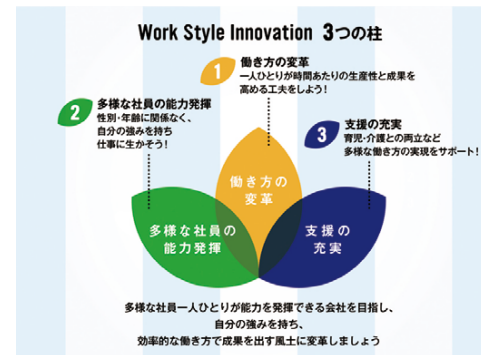 Work Style Innovation 3つの柱
1
働き方の変革
一人ひとりが時間あたりの生産性と成果を
高める工夫をしよう!
2
多様な社員の能力発揮
性別・年齢に関係なく、
自分の強みを持ち
仕事に生かそう!
3
支援の充実
育児・介護との両立など
多様な働き方の実現をサポート!
働き方の
変革
多様な社員の
能力発揮
支援の
充実
多様な社員一人ひとりが能力を発揮できる会社を目指し、
自分の強みを持ち、
効率的な働き方で成果を出す風土に変革しましょう